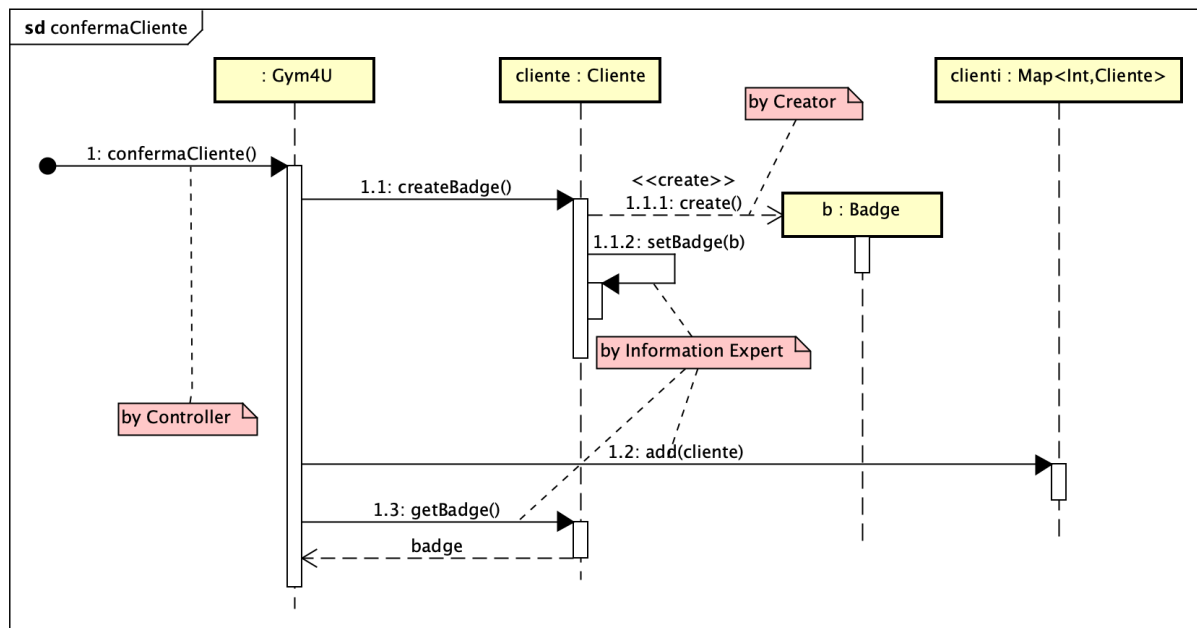 sd confermaCliente
: Gym4U
cliente : Cliente
clienti : Map<Int,Cliente>
by Creator
1: confermaCliente()
1.1: createBadge()
<<create>>
1.1.1: create()
b : Badge
1.1.2: setBadge(b)
by Information Expert
by Controller
1.2: add(cliente)
1.3: getBadge()
badge